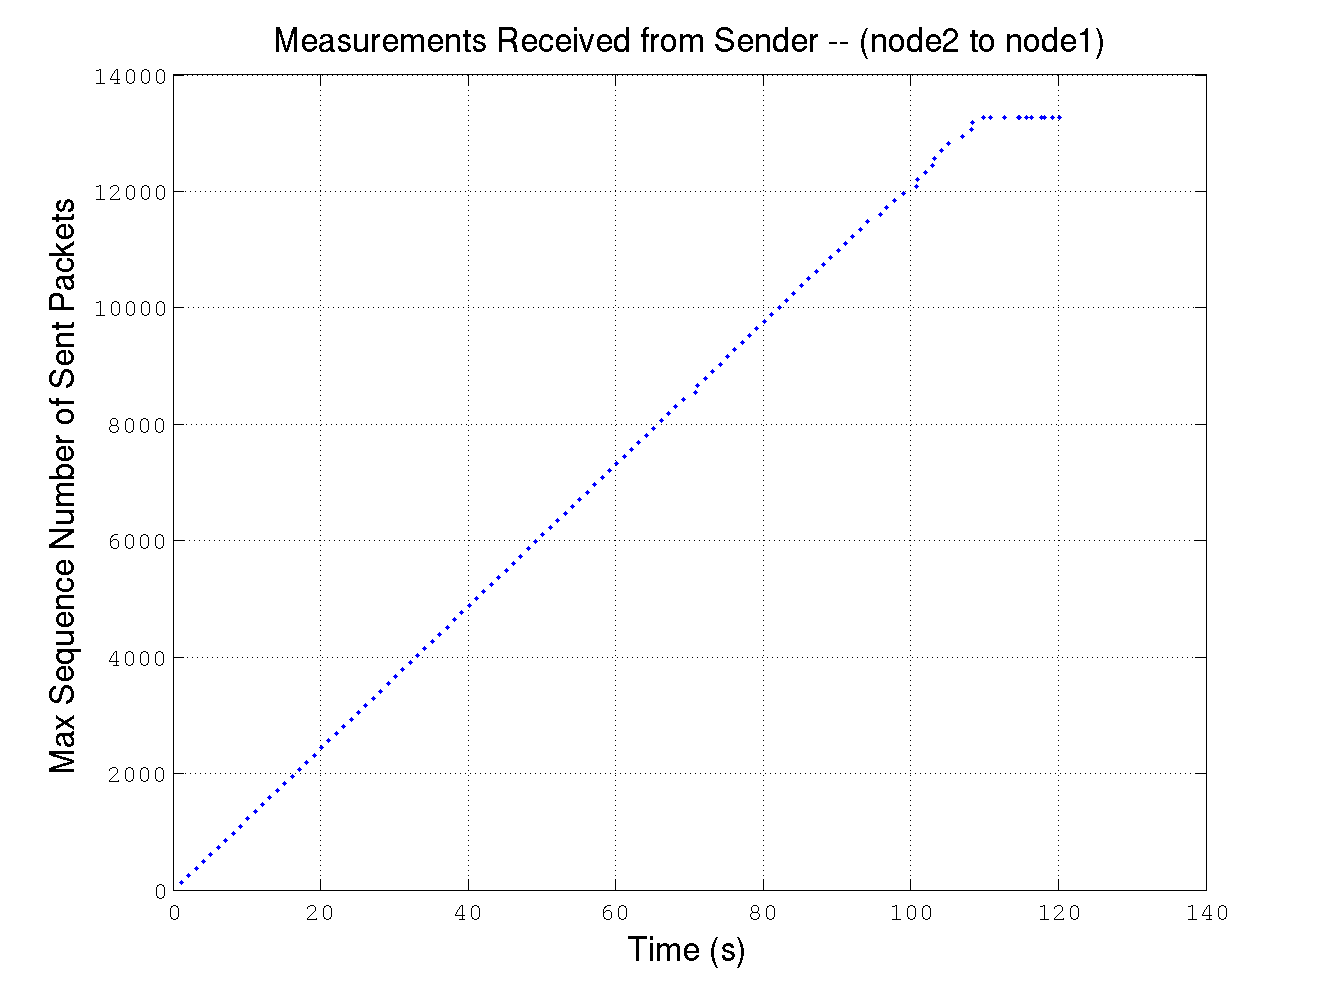 Measurements Received from Sender -- (node2 to node1)
Max Sequence Number of Sent Packets
14000
12000
10000
8000
6000
4000
2000
0
0 20 40 60 80 100 120 140
Time (s)